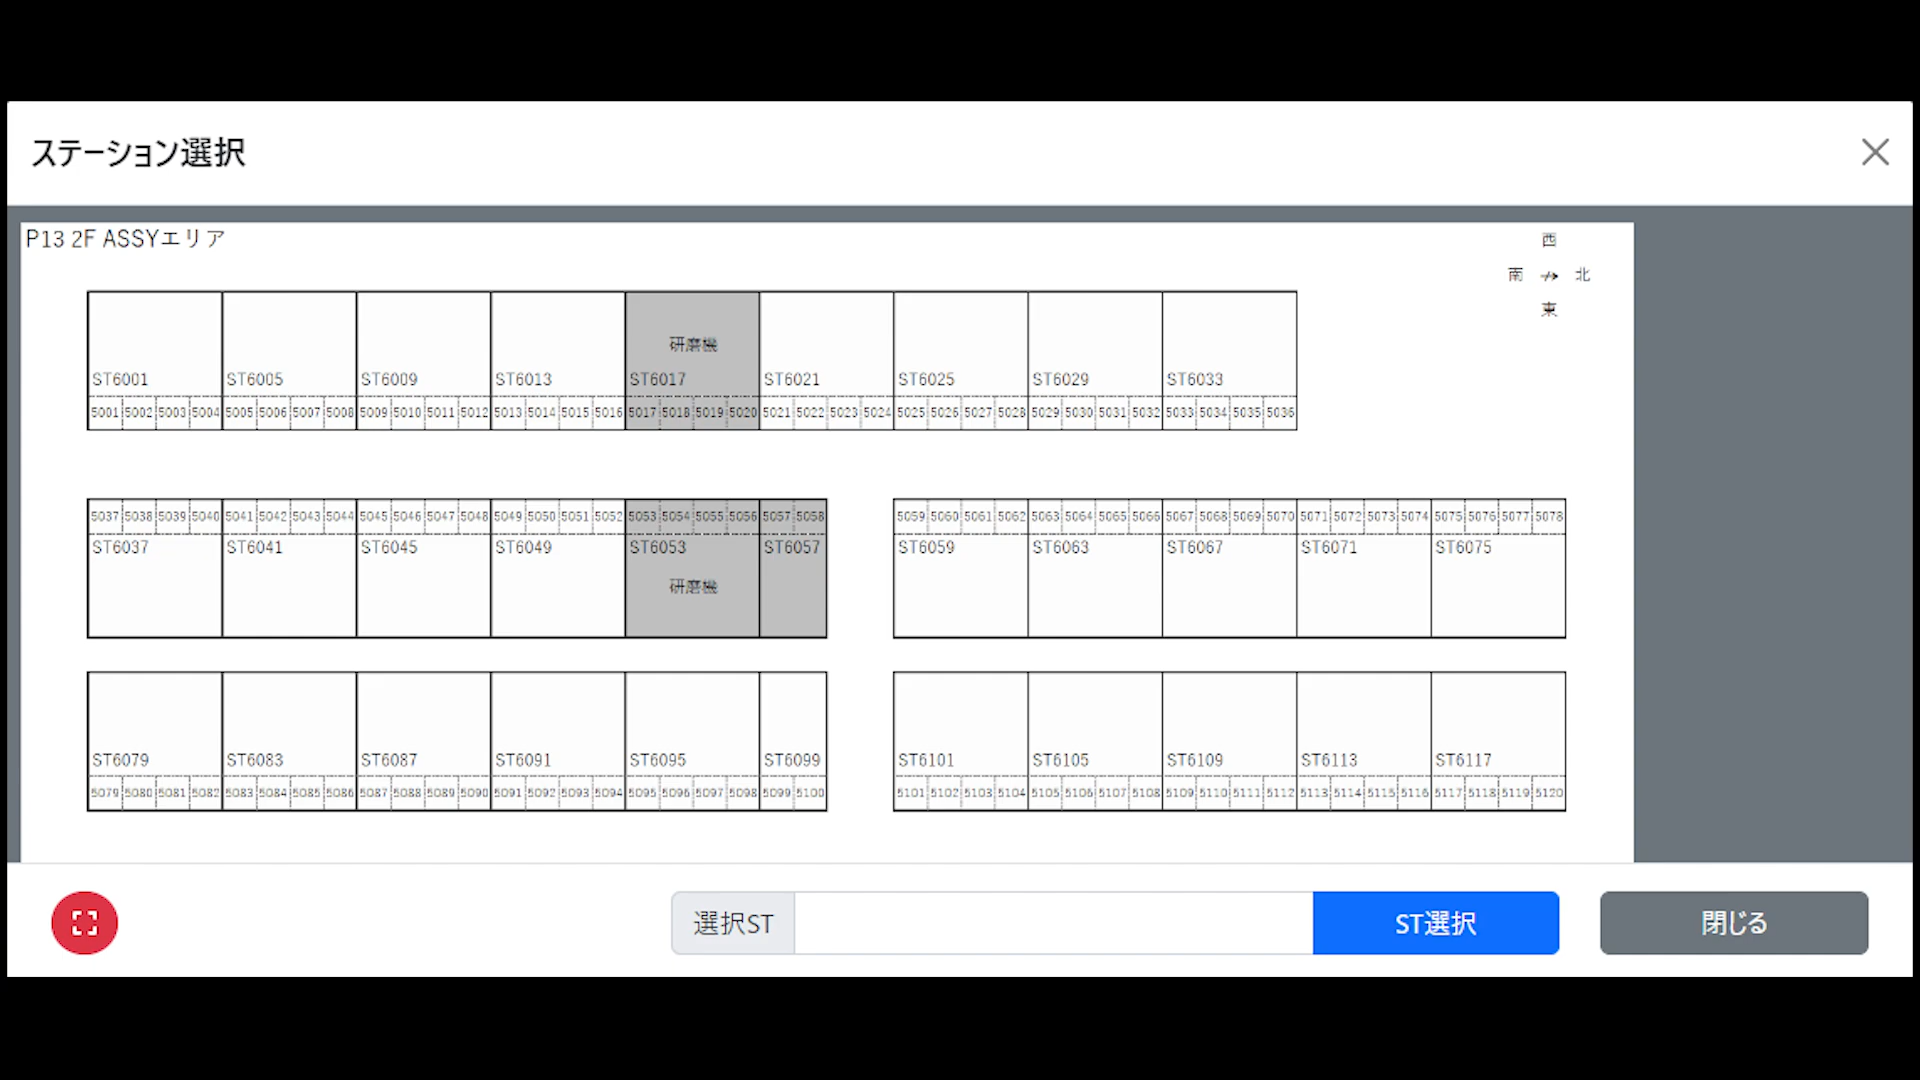 ステーション選択
P13 2F ASSYエリア
西
南 北
東
研磨機
ST6001 ST6005 ST6009 ST6013 ST6017 ST6021 ST6025 ST6029 ST6033
5001 5002 5003 5004 5005 5006 5007 5008 5009 5010 5011 5012 5013 5014 5015 5016 5017 5018 5019 5020 5021 5022 5023 5024 5025 5026 5027 5028 5029 5030 5031 5032 5033 5034 5035 5036
5037 5038 5039 5040 5041 5042 5043 5044 5045 5046 5047 5048 5049 5050 5051 5052 5053 5054 5055 5056 5057 5058 5059 5060 5061 5062 5063 5064 5065 5066 5067 5068 5069 5070 5071 5072 5073 5074 5075 5076 5077 5078
ST6037 ST6041 ST6045 ST6049 ST6053 ST6057 ST6059 ST6063 ST6067 ST6071 ST6075
研磨機
ST6079 ST6083 ST6087 ST6091 ST6095 ST6099 ST6101 ST6105 ST6109 ST6113 ST6117
5079 5080 5081 5082 5083 5084 5085 5086 5087 5088 5089 5090 5091 5092 5093 5094 5095 5096 5097 5098 5099 5100 5101 5102 5103 5104 5105 5106 5107 5108 5109 5110 5111 5112 5113 5114 5115 5116 5117 5118 5119 5120
選択ST ST選択 閉じる